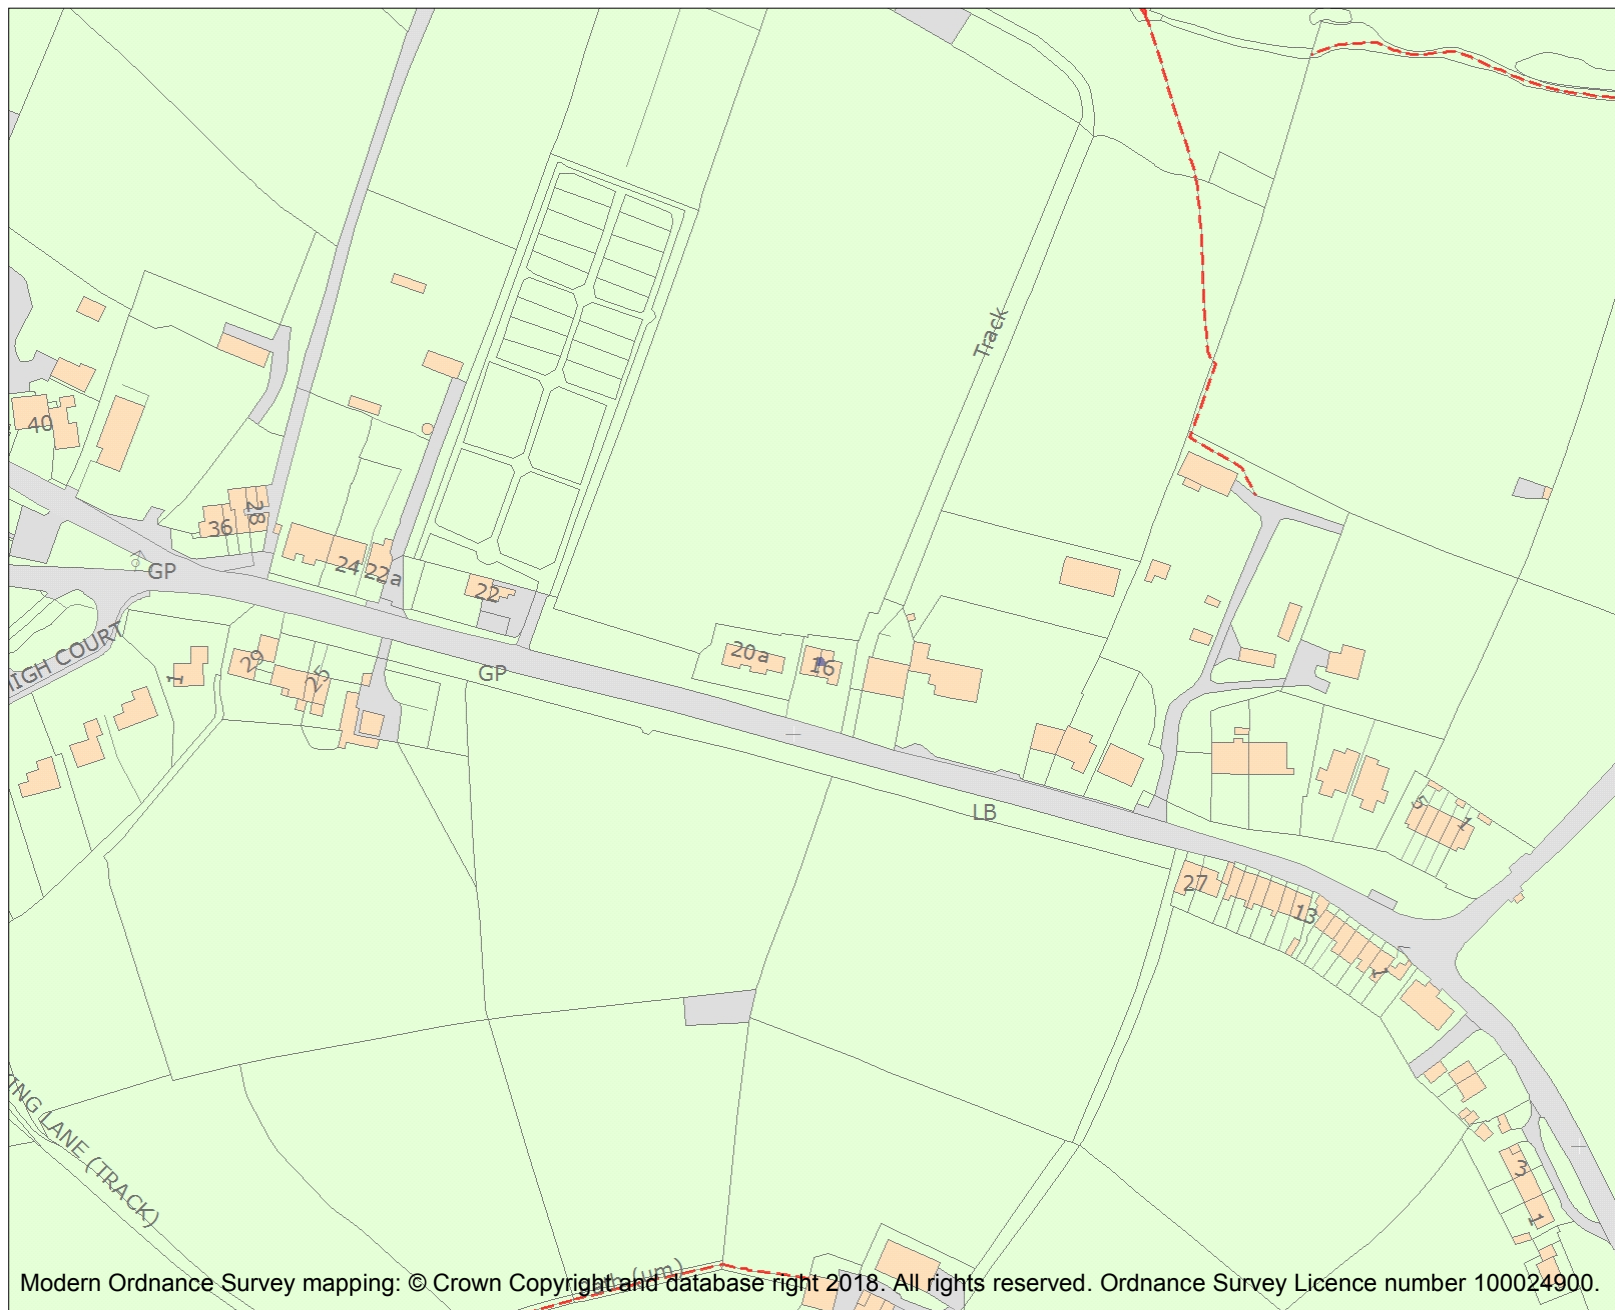 Track
40
28
36
24
22a
GP
22
IGH COURT
29
25
1
20a
16
GP
LB
5
1
27
13
1
ING LANE (TRACK)
3
1
(um)
Modern Ordnance Survey mapping: © Crown Copyright and database right 2018. All rights reserved. Ordnance Survey Licence number 100024900.